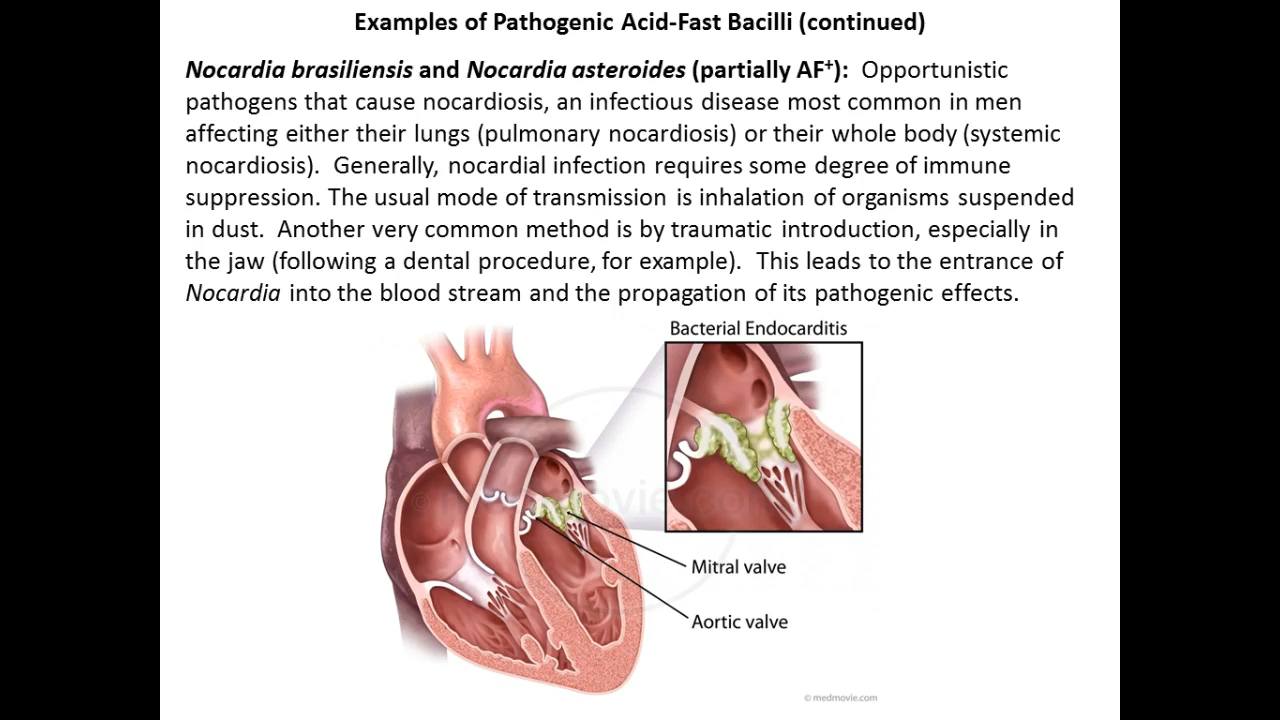 Examples of Pathogenic Acid-Fast Bacilli (continued)
Nocardia brasiliensis and Nocardia asteroides (partially AF⁺): Opportunistic
pathogens that cause nocardiosis, an infectious disease most common in men
affecting either their lungs (pulmonary nocardiosis) or their whole body (systemic
nocardiosis). Generally, nocardial infection requires some degree of immune
suppression. The usual mode of transmission is inhalation of organisms suspended
in dust. Another very common method is by traumatic introduction, especially in
the jaw (following a dental procedure, for example). This leads to the entrance of
Nocardia into the blood stream and the propagation of its pathogenic effects.
Bacterial Endocarditis
© medmovie.com
Mitral valve
Aortic valve
© medmovie.com